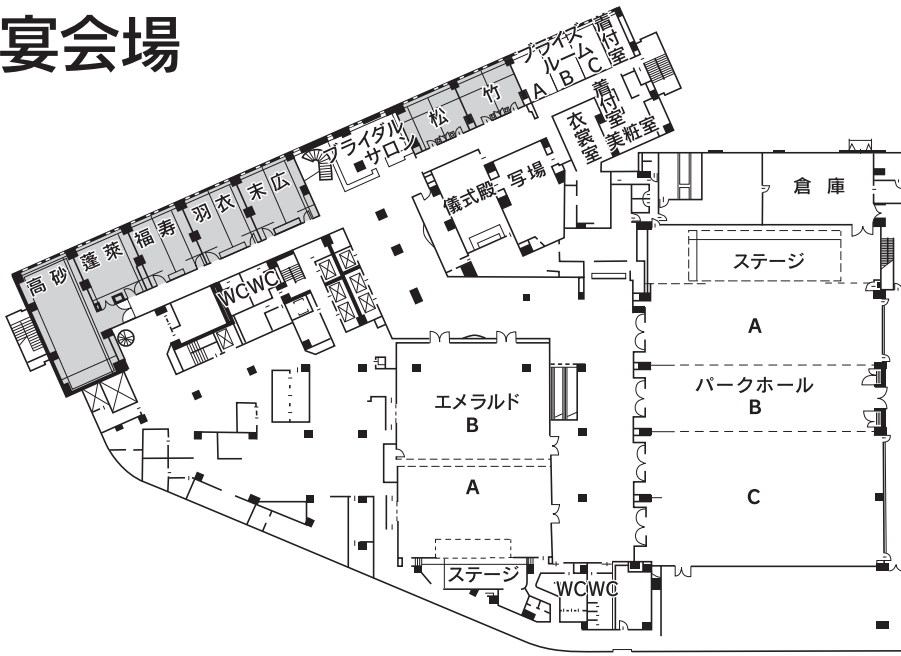 宴会場
高砂
蓬萊
福寿
羽衣
末広
ブライダル
サロン
松
竹
ブライズ
ルーム
A
B
C
着付室
着付室
美粧室
衣裳室
写場
儀式殿
WC
WC
倉庫
ステージ
A
パークホール
B
C
エメラルド
B
A
ステージ
WC
WC